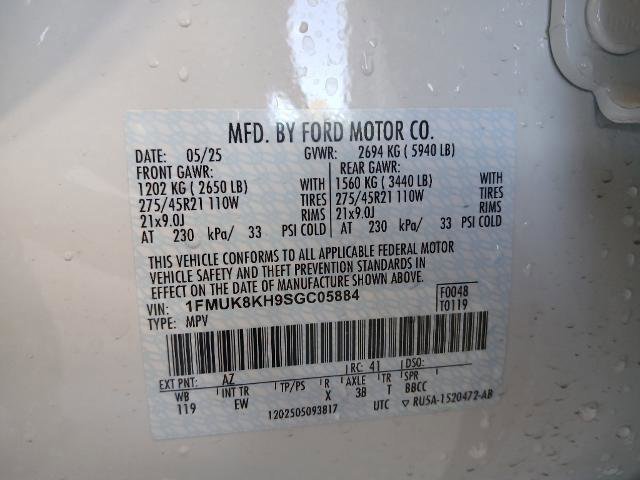 MFD. BY FORD MOTOR CO.
DATE: 05/25 GVWR: 2694 KG ( 5940 LB)
FRONT GAWR: REAR GAWR:
1202 KG ( 2650 LB) WITH 1560 KG ( 3440 LB) WITH
275/45R21 110W TIRES 275/45R21 110W TIRES
21x9.0J RIMS 21x9.0J RIMS
AT 230 kPa/ 33 PSI COLD AT 230 kPa/ 33 PSI COLD
THIS VEHICLE CONFORMS TO ALL APPLICABLE FEDERAL MOTOR
VEHICLE SAFETY AND THEFT PREVENTION STANDARDS IN
EFFECT ON THE DATE OF MANUFACTURE SHOWN ABOVE.
VIN: 1FMUK8KH9SGC05884 F0048
TYPE: MPV T0119
EXT PNT: AZ RC: 41 DSO:
WB INT TR TP/PS R AXLE TR SPR
119 EW X 3B T BBCC
1202505093817 UTC ▽ RU5A-1520472-AB